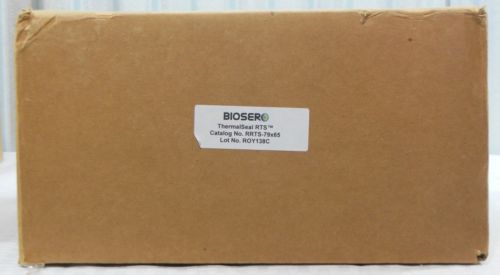 BIOSERO
ThermalSeal RTS™
Catalog No. RRTS-79x65
Lot No. ROY138C